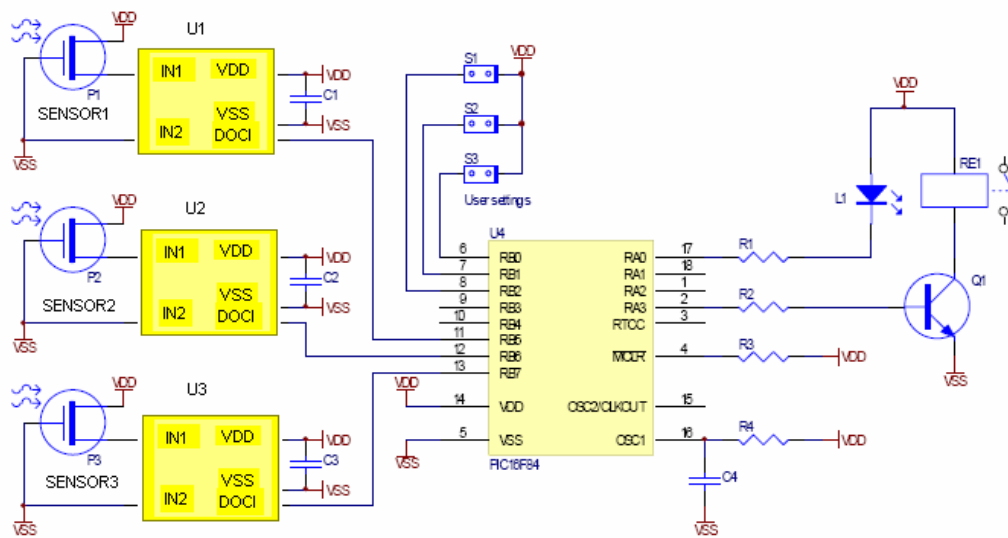 VDD
U1
IN1 VDD
VDD
P1
C1
SENSOR1
VSS
IN2 DOCI
VSS
VSS
VDD
U2
IN1 VDD
VDD
P2
C2
SENSOR2
VSS
IN2 DOCI
VSS
VSS
VDD
U3
IN1 VDD
VDD
P3
C3
SENSOR3
VSS
IN2 DOCI
VSS
VSS
S1
VDD
S2
S3
User settings
U4
6 RB0
7 RB1
8 RB2
9 RB3
10 RB4
11 RB5
12 RB6
13 RB7
VDD
14 VDD
5 VSS
VSS
PIC16F84
RA0 17
RA1 18
RA2 1
RA3 2
RTCC 3
MCLR 4
OSC2/CLKOUT 15
OSC1 16
R1
R2
R3
VDD
R4
VDD
C4
VSS
VDD
L1
RE1
Q1
VSS